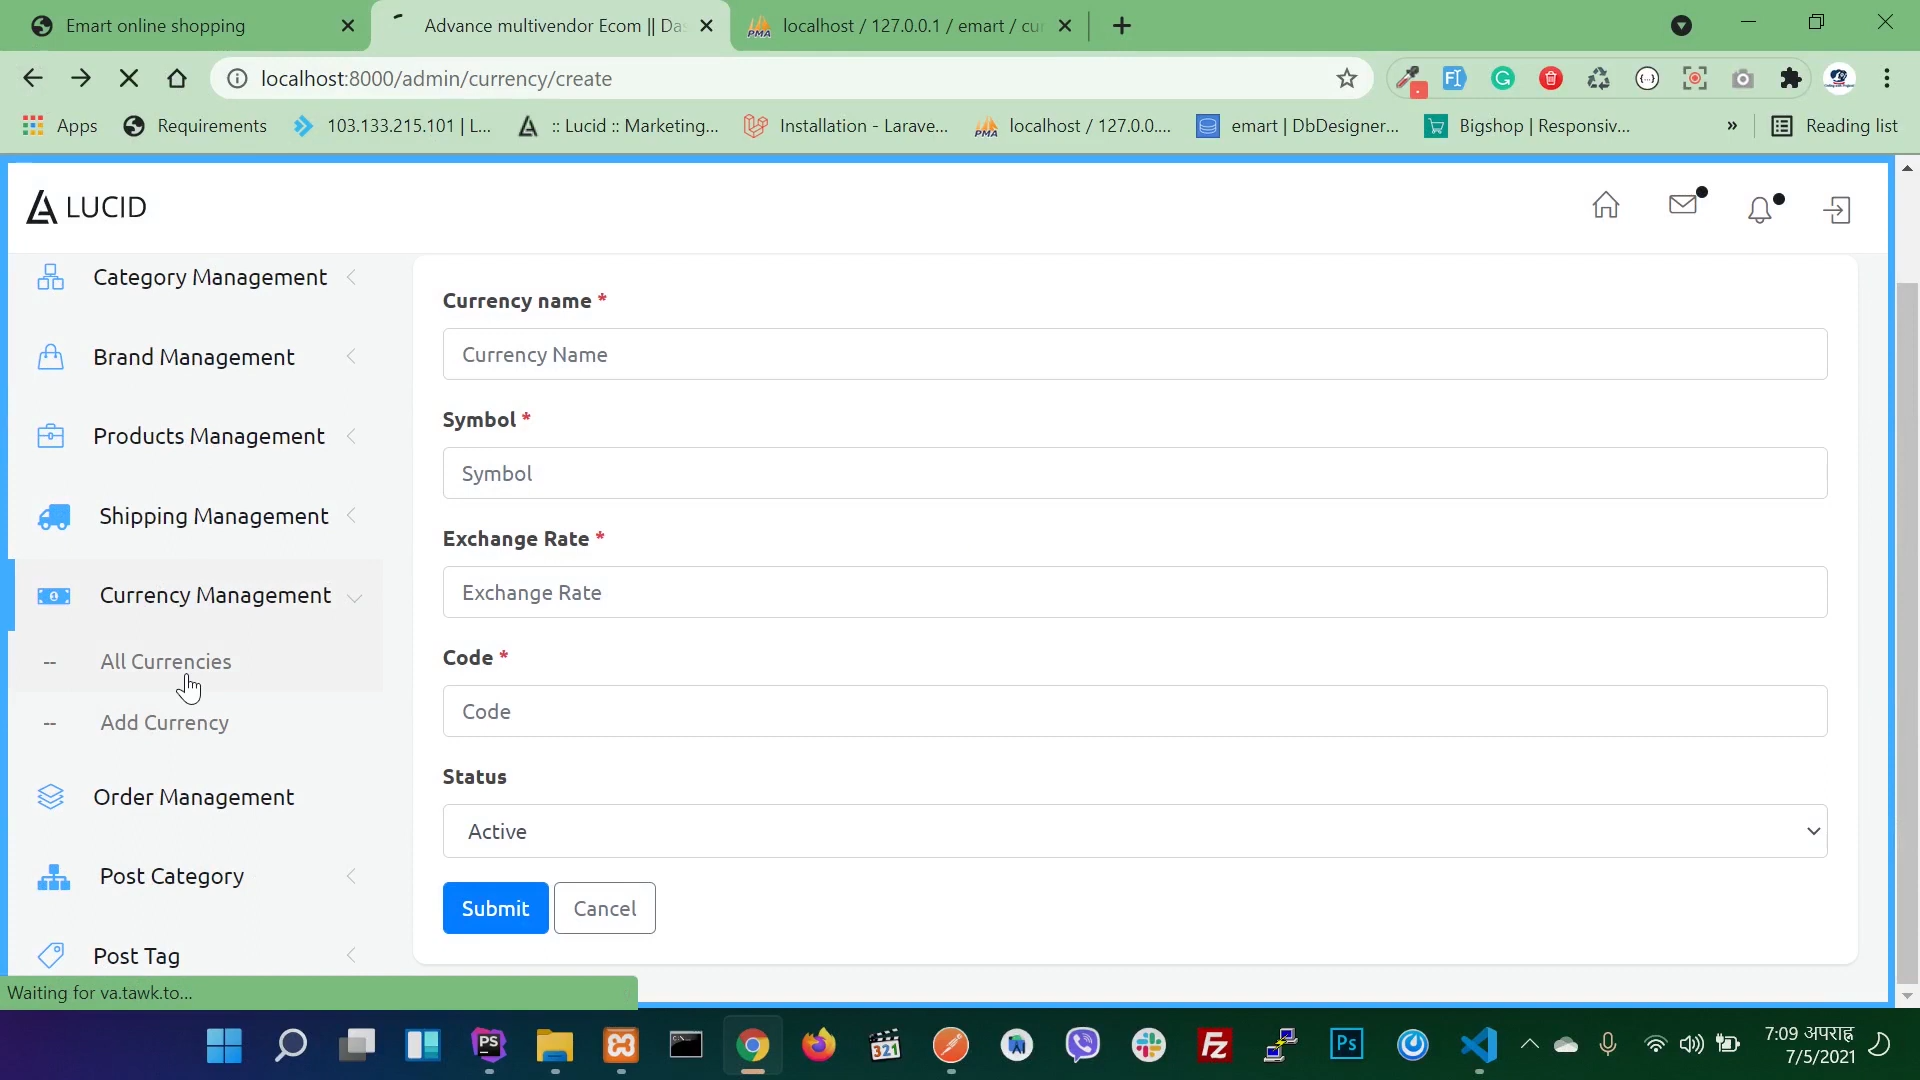 Emart online shopping
Advance multivendor Ecom || Das
localhost / 127.0.0.1 / emart / cur
localhost:8000/admin/currency/create
Apps
Requirements
103.133.215.101 | L...
:: Lucid :: Marketing...
Installation - Larave...
localhost / 127.0.0....
emart | DbDesigner...
Bigshop | Responsiv...
»
Reading list
LUCID
Category Management
Brand Management
Products Management
Shipping Management
Currency Management
-- All Currencies
-- Add Currency
Order Management
Post Category
Post Tag
Currency name *
Currency Name
Symbol *
Symbol
Exchange Rate *
Exchange Rate
Code *
Code
Status
Active
Submit
Cancel
Waiting for va.tawk.to...
7:09 अपराह्न
7/5/2021